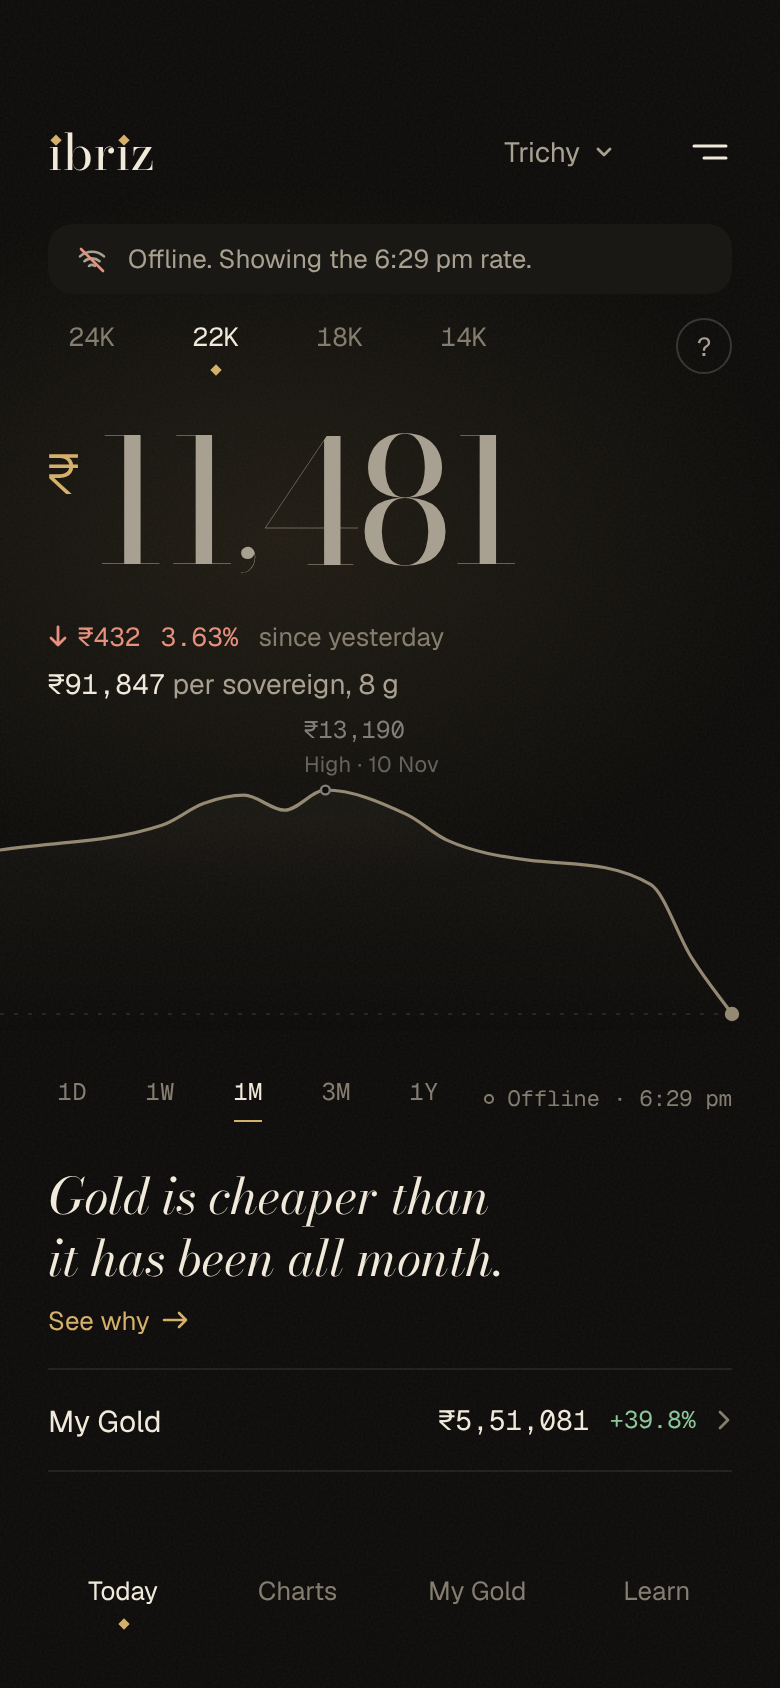 ibriz
Trichy
Offline. Showing the 6:29 pm rate.
24K 22K 18K 14K ?
₹11,481
↓ ₹432 3.63% since yesterday
₹91,847 per sovereign, 8 g
₹13,190
High · 10 Nov
1D 1W 1M 3M 1Y Offline · 6:29 pm
Gold is cheaper than
it has been all month.
See why →
My Gold ₹5,51,081 +39.8%
Today Charts My Gold Learn